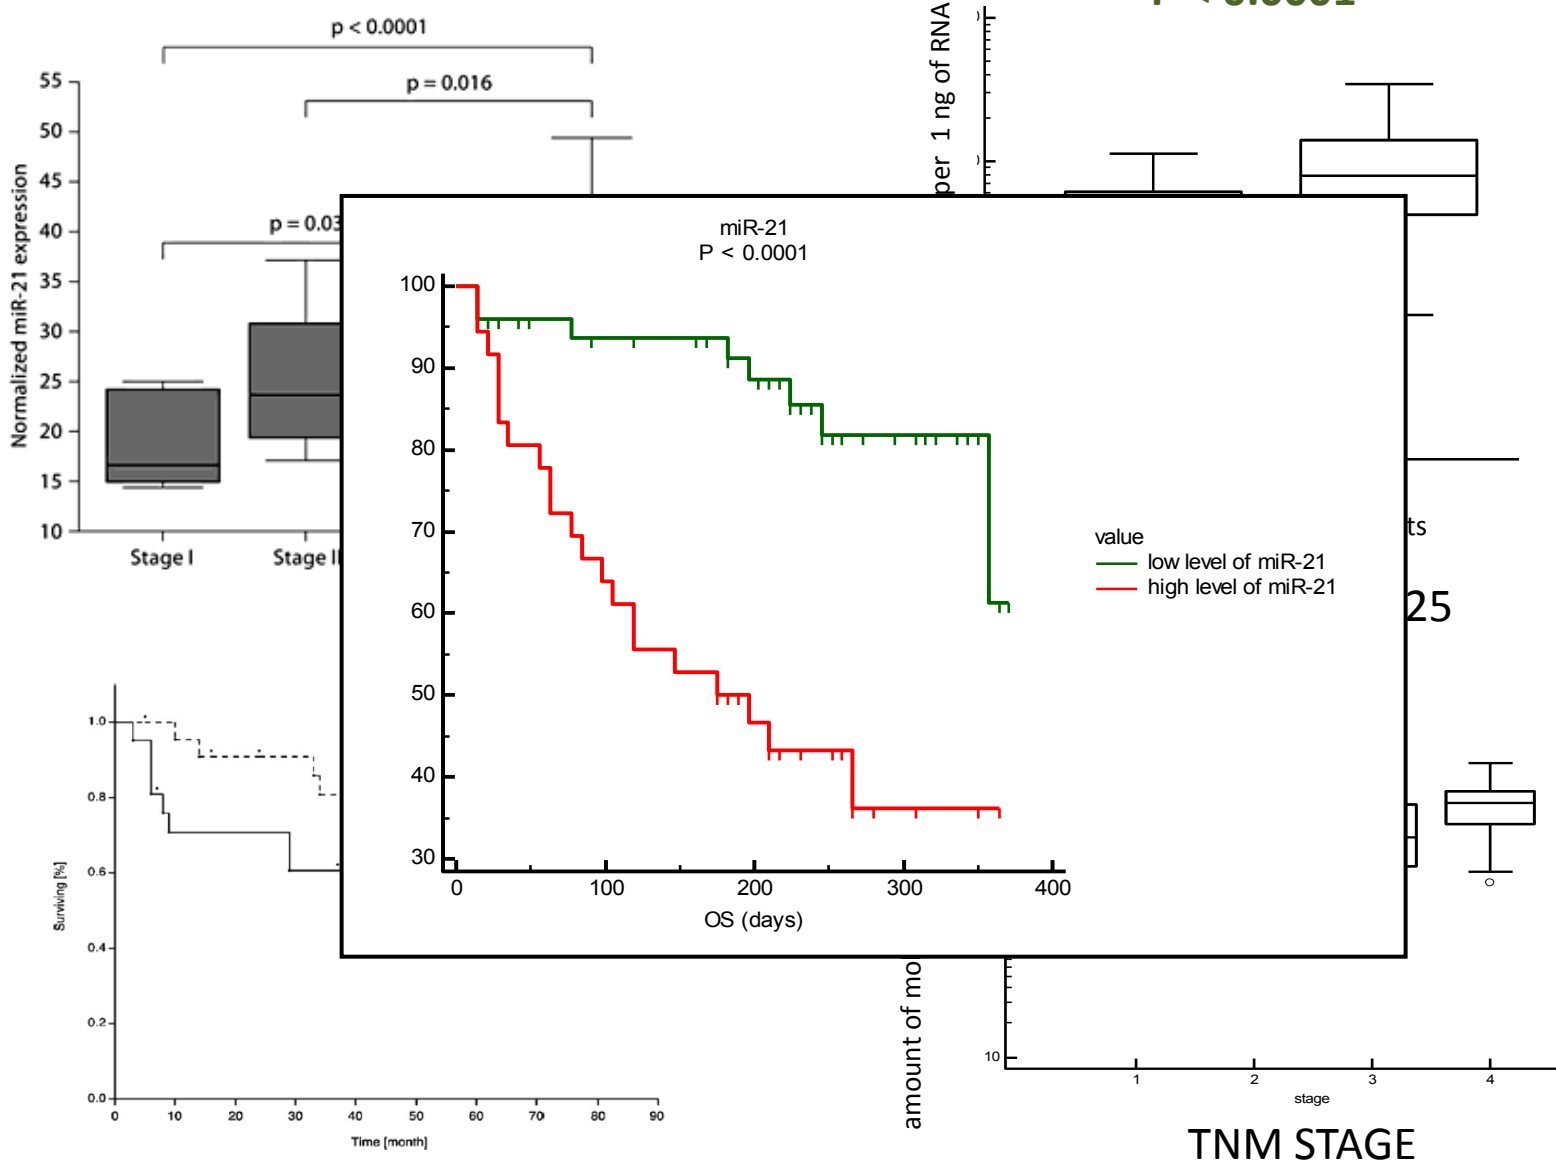 p < 0.0001
p = 0.016
p = 0.03
Normalized miR-21 expression
55
50
45
40
35
30
25
20
15
10
Stage I
Stage II
per 1 ng of RNA
miR-21
P < 0.0001
100
90
80
70
60
50
40
30
0 100 200 300 400
OS (days)
value
low level of miR-21
high level of miR-21
ts
25
Surviving [%]
1.0
0.8
0.6
0.4
0.2
0.0
0 10 20 30 40 50 60 70 80 90
Time [month]
amount of mo
10
1 2 3 4
stage
TNM STAGE